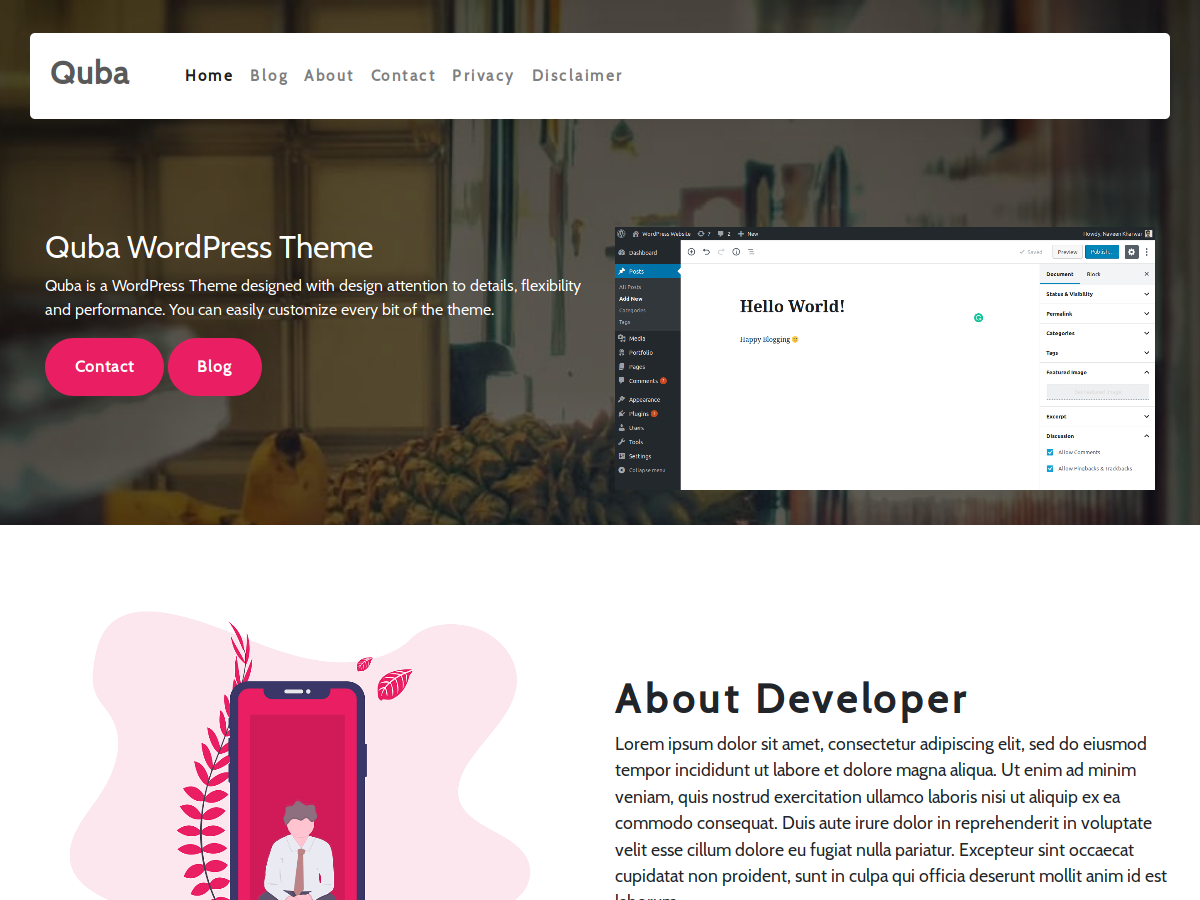 Quba
Home Blog About Contact Privacy Disclaimer
Quba WordPress Theme
Quba is a WordPress Theme designed with design attention to details, flexibility
and performance. You can easily customize every bit of the theme.
Contact Blog
WordPress Website 7 2 New
Howdy, Naveen Kharwar
Dashboard
Posts
All Posts
Add New
Categories
Tags
Media
Portfolio
Pages
Comments
Appearance
Plugins
Users
Tools
Settings
Collapse menu
Saved Preview Publish...
Hello World!
Happy Blogging
Document Block
Status & Visibility
Permalink
Categories
Tags
Featured Image
Excerpt
Discussion
Allow Comments
Allow Pingbacks & Trackbacks
About Developer
Lorem ipsum dolor sit amet, consectetur adipiscing elit, sed do eiusmod
tempor incididunt ut labore et dolore magna aliqua. Ut enim ad minim
veniam, quis nostrud exercitation ullamco laboris nisi ut aliquip ex ea
commodo consequat. Duis aute irure dolor in reprehenderit in voluptate
velit esse cillum dolore eu fugiat nulla pariatur. Excepteur sint occaecat
cupidatat non proident, sunt in culpa qui officia deserunt mollit anim id est